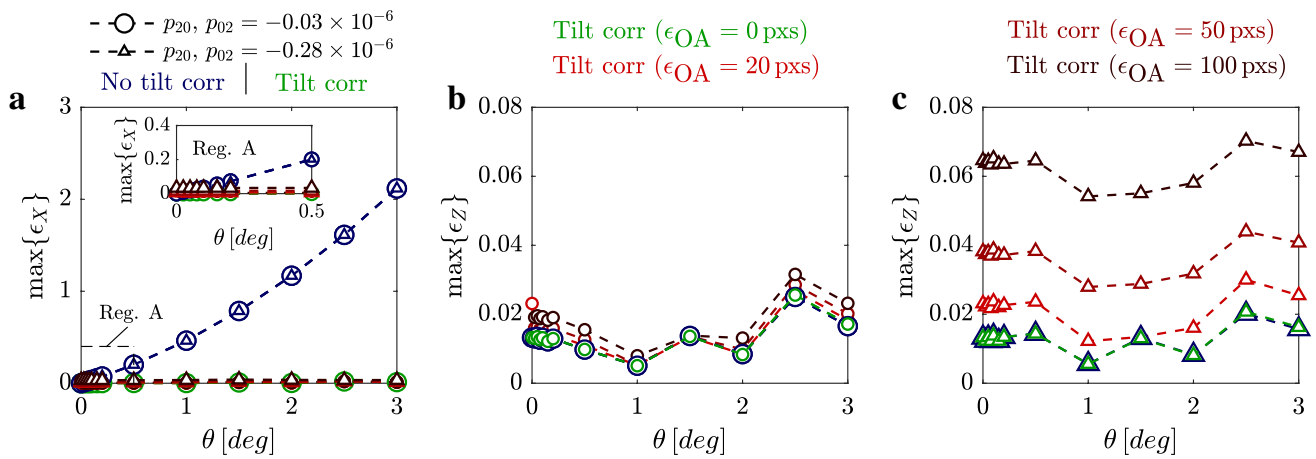 p₂₀, p₀₂ = −0.03 × 10⁻⁶
p₂₀, p₀₂ = −0.28 × 10⁻⁶
No tilt corr | Tilt corr
Tilt corr (ϵOA = 0 pxs)
Tilt corr (ϵOA = 20 pxs)
Tilt corr (ϵOA = 50 pxs)
Tilt corr (ϵOA = 100 pxs)
a
3
2
1
0
max{ϵX}
0 1 2 3
θ [deg]
Reg. A
0.4
0.2
0
max{ϵX}
Reg. A
0 0.5
θ [deg]
b
0.08
0.06
0.04
0.02
0
max{ϵZ}
0 1 2 3
θ [deg]
c
0.08
0.06
0.04
0.02
0
max{ϵZ}
0 1 2 3
θ [deg]